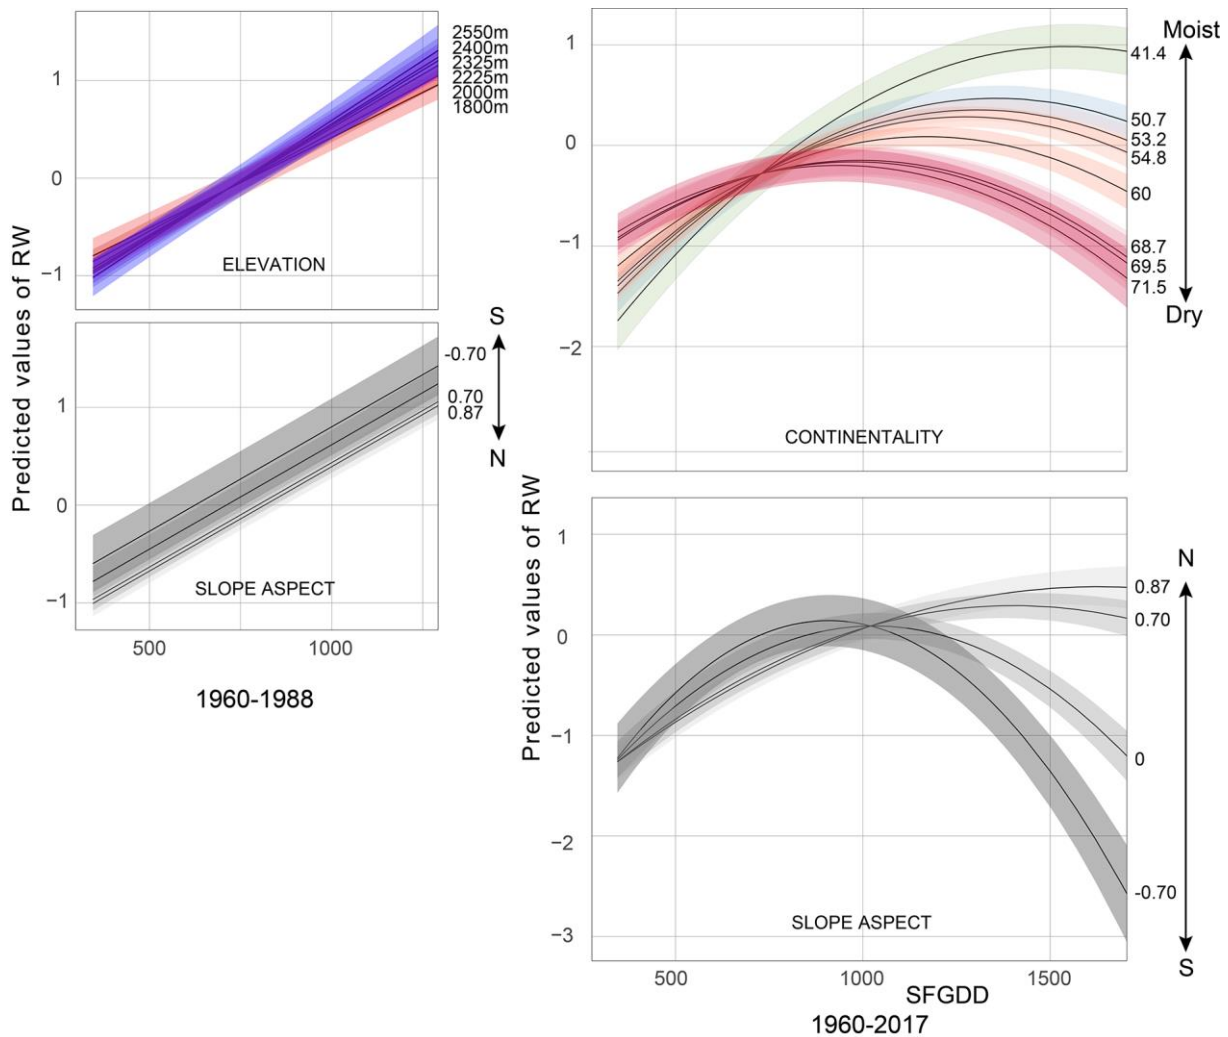 Predicted values of RW
1
0
−1
2550m
2400m
2325m
2225m
2000m
1800m
ELEVATION
1
0
−1
S
-0.70
0.70
0.87
N
SLOPE ASPECT
500
1000
1960-1988
Predicted values of RW
1
0
−1
−2
Moist
41.4
50.7
53.2
54.8
60
68.7
69.5
71.5
Dry
CONTINENTALITY
1
0
−1
−2
−3
N
0.87
0.70
0
-0.70
S
SLOPE ASPECT
500
1000
1500
SFGDD
1960-2017